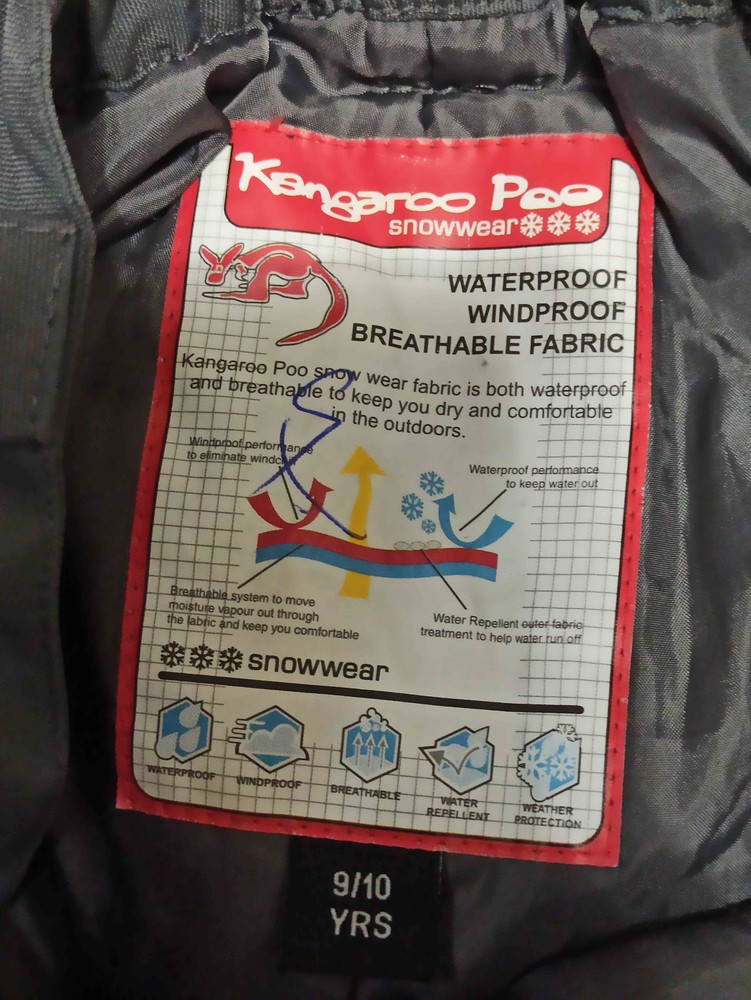 Kangaroo Poo
snowwear
WATERPROOF
WINDPROOF
BREATHABLE FABRIC
Kangaroo Poo snow wear fabric is both waterproof
and breathable to keep you dry and comfortable
in the outdoors.
Windproof performance
to eliminate windchill
Waterproof performance
to keep water out
Breathable system to move
moisture vapour out through
the fabric and keep you comfortable
Water Repellent outer fabric
treatment to help water run off
snowwear
WATERPROOF
WINDPROOF
BREATHABLE
WATER
REPELLENT
WEATHER
PROTECTION
9/10
YRS